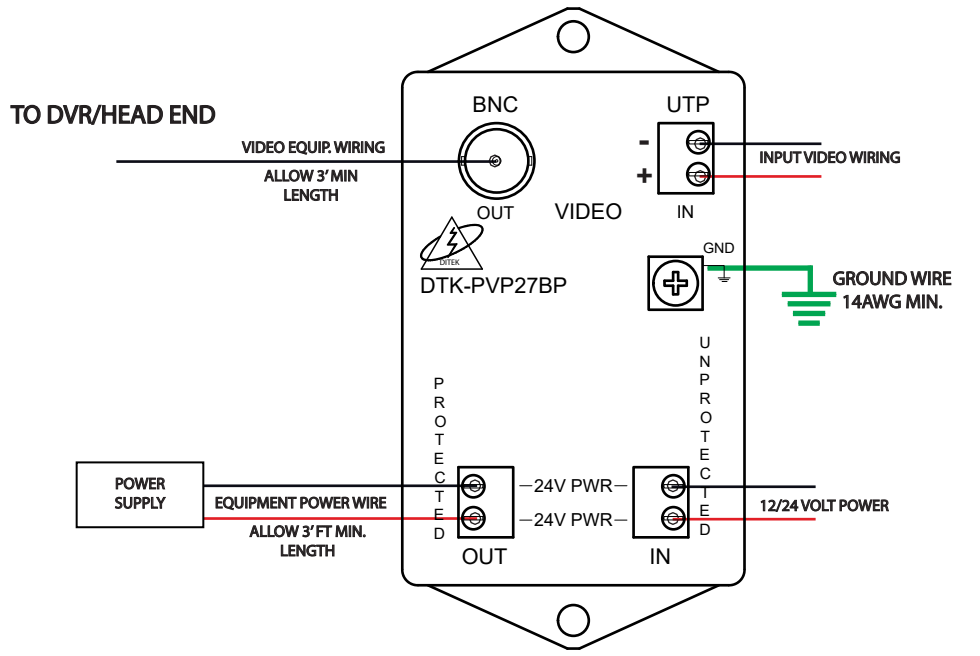 BNC
UTP
TO DVR/HEAD END
VIDEO EQUIP. WIRING
-
INPUT VIDEO WIRING
ALLOW 3' MIN
LENGTH
+
OUT
VIDEO
IN
DITEK
GND
DTK-PVP27BP
GROUND WIRE
14AWG MIN.
PROTECTED
UNPROTECTED
POWER
SUPPLY
EQUIPMENT POWER WIRE
ALLOW 3' FT MIN.
LENGTH
24V PWR
24V PWR
12/24 VOLT POWER
OUT
IN